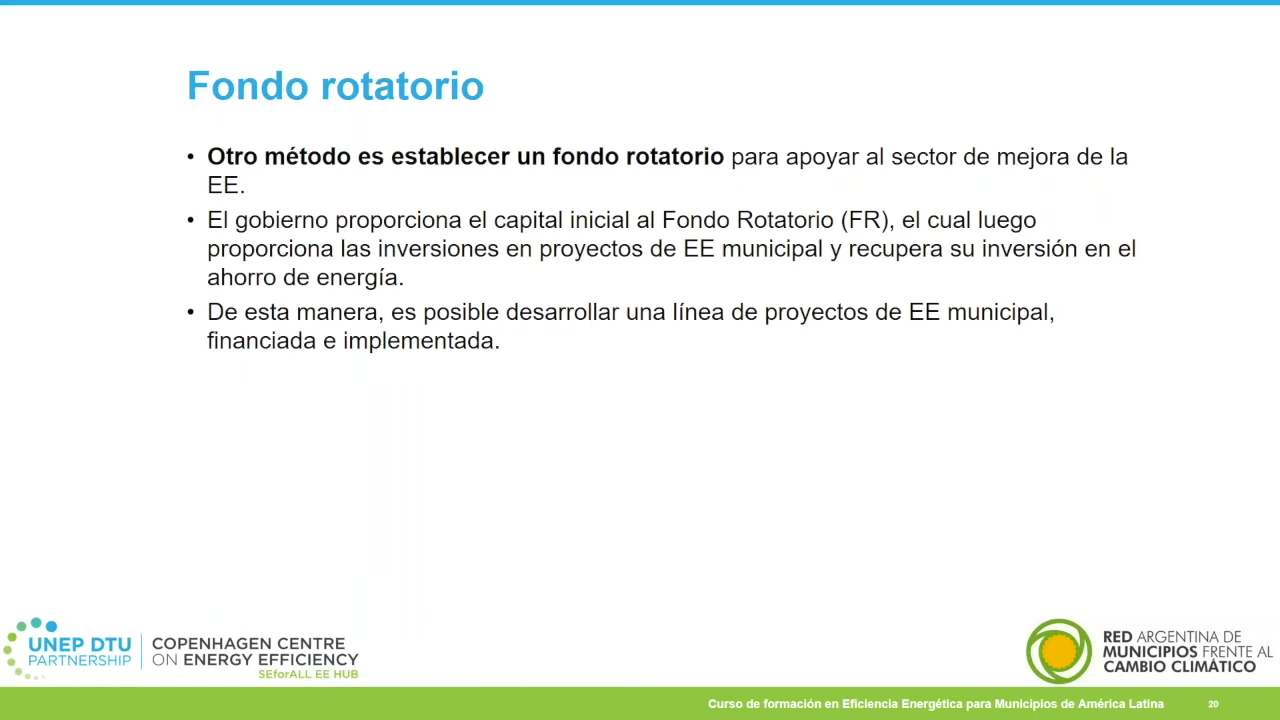 Fondo rotatorio
• Otro método es establecer un fondo rotatorio para apoyar al sector de mejora de la
EE.
• El gobierno proporciona el capital inicial al Fondo Rotatorio (FR), el cual luego
proporciona las inversiones en proyectos de EE municipal y recupera su inversión en el
ahorro de energía.
• De esta manera, es posible desarrollar una línea de proyectos de EE municipal,
financiada e implementada.
UNEP DTU
PARTNERSHIP
COPENHAGEN CENTRE
ON ENERGY EFFICIENCY
SEforALL EE HUB
RED ARGENTINA DE
MUNICIPIOS FRENTE AL
CAMBIO CLIMÁTICO
Curso de formación en Eficiencia Energética para Municipios de América Latina
20